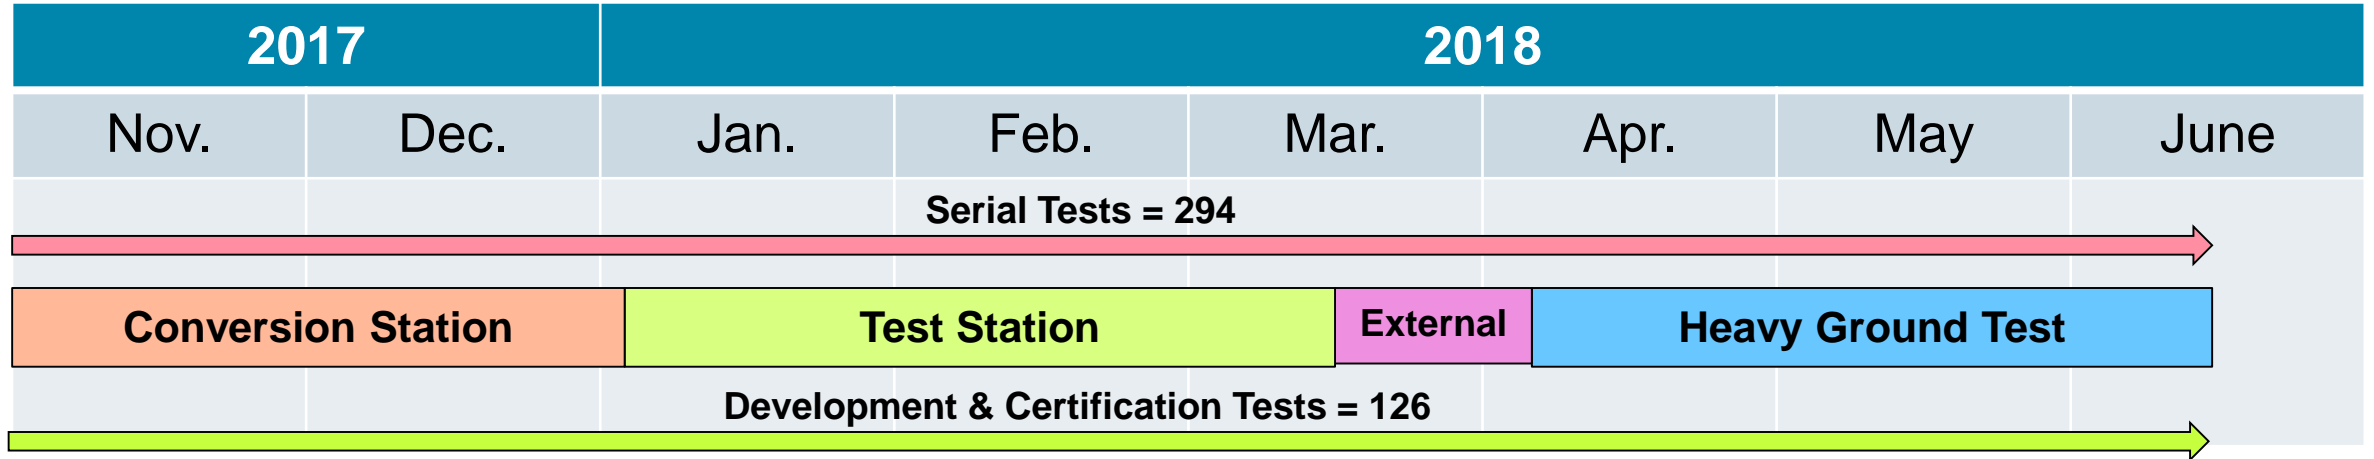 2017 2018
Nov. Dec. Jan. Feb. Mar. Apr. May June
Serial Tests = 294
Conversion Station Test Station External Heavy Ground Test
Development & Certification Tests = 126